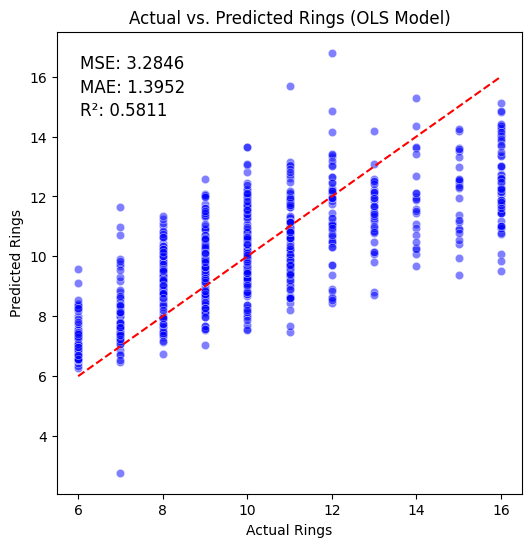 Actual vs. Predicted Rings (OLS Model)
MSE: 3.2846
MAE: 1.3952
R²: 0.5811
16
14
12
10
8
6
4
Predicted Rings
6 8 10 12 14 16
Actual Rings